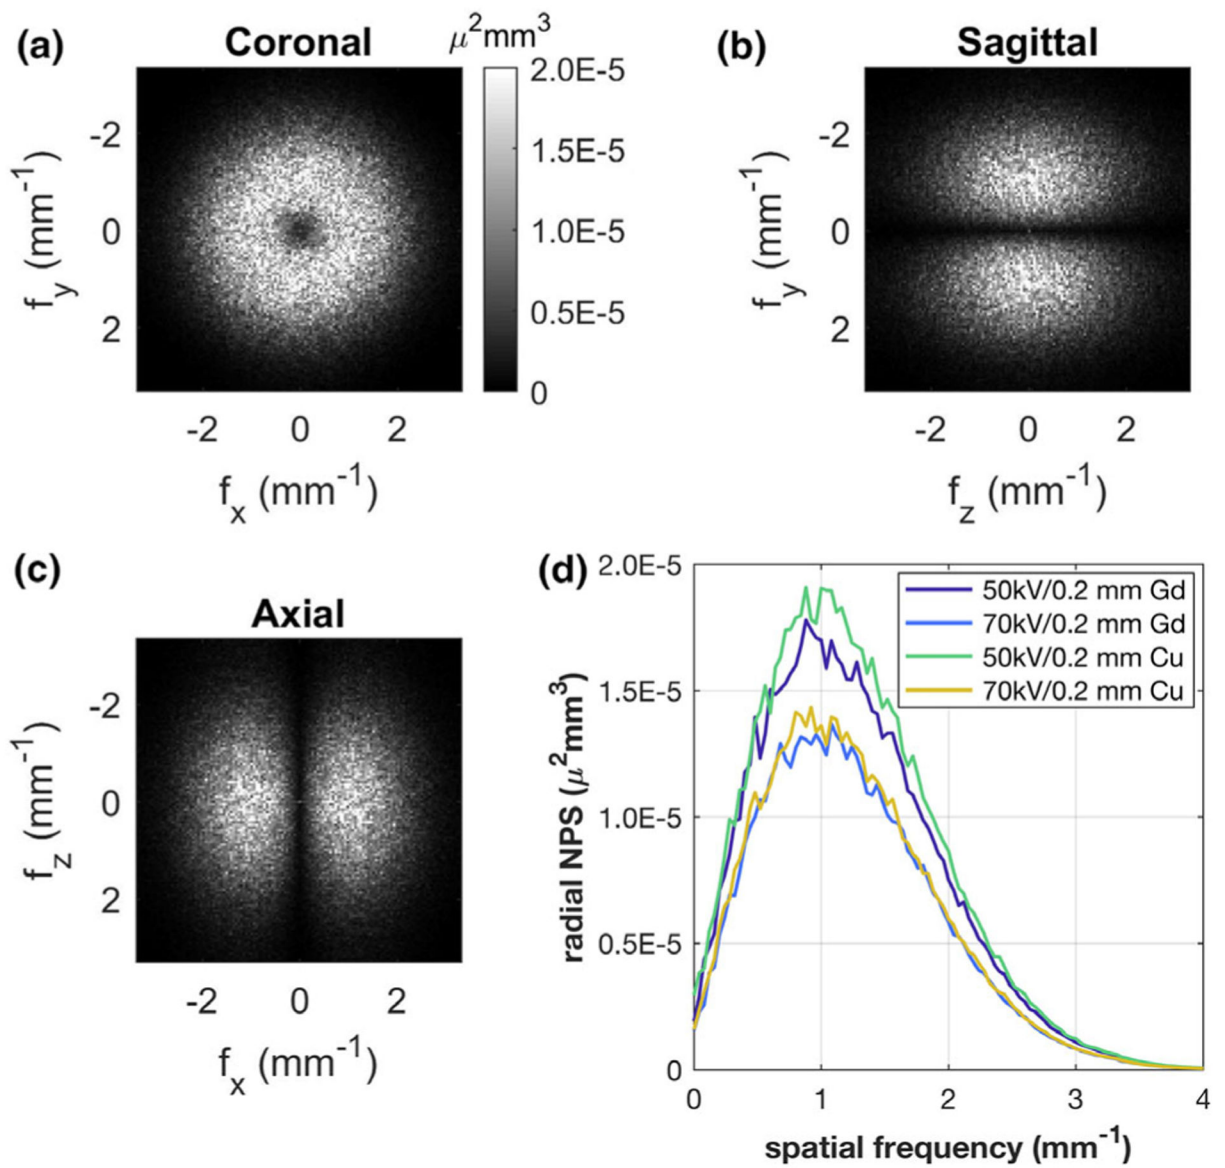 (a)
Coronal
μ²mm³
2.0E-5
1.5E-5
1.0E-5
0.5E-5
0
-2
0
2
f_y (mm⁻¹)
-2 0 2
f_x (mm⁻¹)
(b)
Sagittal
-2
0
2
f_y (mm⁻¹)
-2 0 2
f_z (mm⁻¹)
(c)
Axial
-2
0
2
f_z (mm⁻¹)
-2 0 2
f_x (mm⁻¹)
(d)
2.0E-5
1.5E-5
1.0E-5
0.5E-5
0
radial NPS (μ²mm³)
50kV/0.2 mm Gd
70kV/0.2 mm Gd
50kV/0.2 mm Cu
70kV/0.2 mm Cu
0 1 2 3 4
spatial frequency (mm⁻¹)